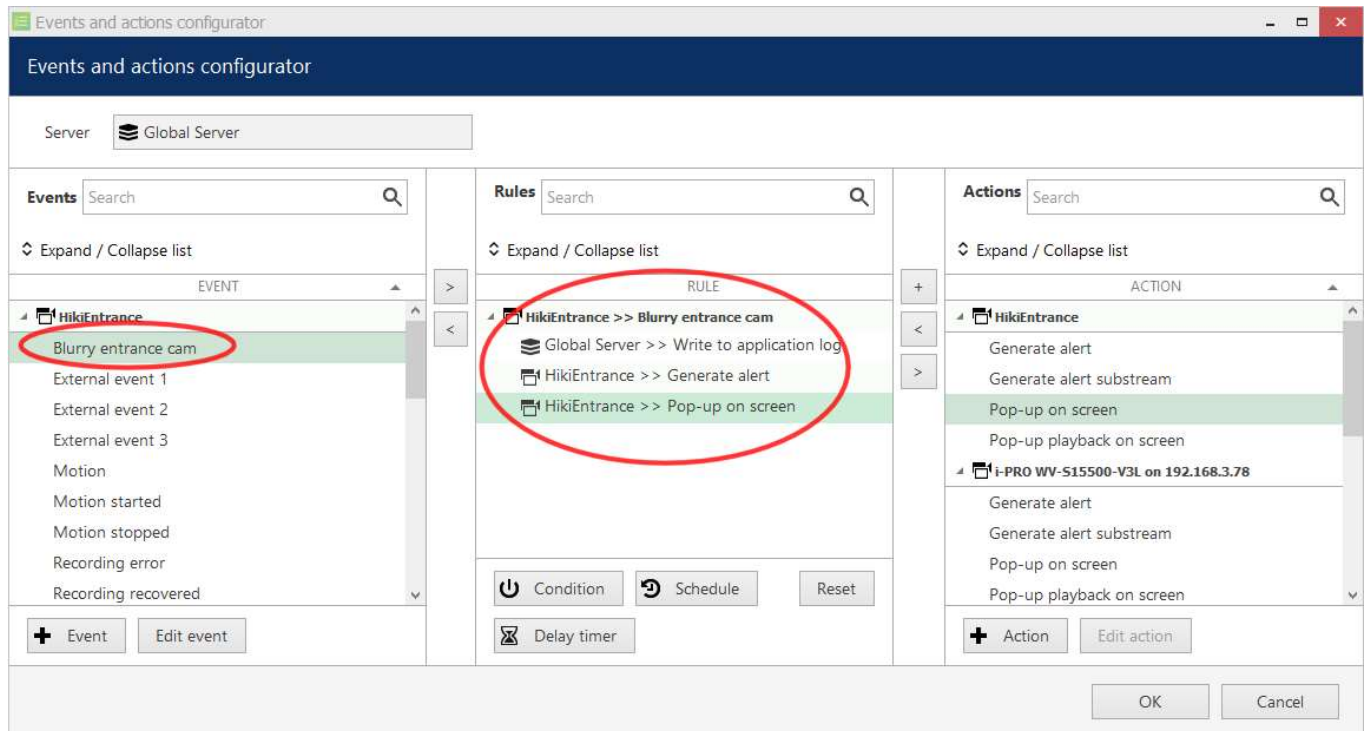 Events and actions configurator
Events and actions configurator
Server Global Server
Events Search
Expand / Collapse list
EVENT
HikiEntrance
Blurry entrance cam
External event 1
External event 2
External event 3
Motion
Motion started
Motion stopped
Recording error
Recording recovered
+ Event Edit event
>
<
Rules Search
Expand / Collapse list
RULE
HikiEntrance >> Blurry entrance cam
Global Server >> Write to application log
HikiEntrance >> Generate alert
HikiEntrance >> Pop-up on screen
Condition Schedule Reset
Delay timer
+
<
>
Actions Search
Expand / Collapse list
ACTION
HikiEntrance
Generate alert
Generate alert substream
Pop-up on screen
Pop-up playback on screen
i-PRO WV-S15500-V3L on 192.168.3.78
Generate alert
Generate alert substream
Pop-up on screen
Pop-up playback on screen
+ Action Edit action
OK Cancel